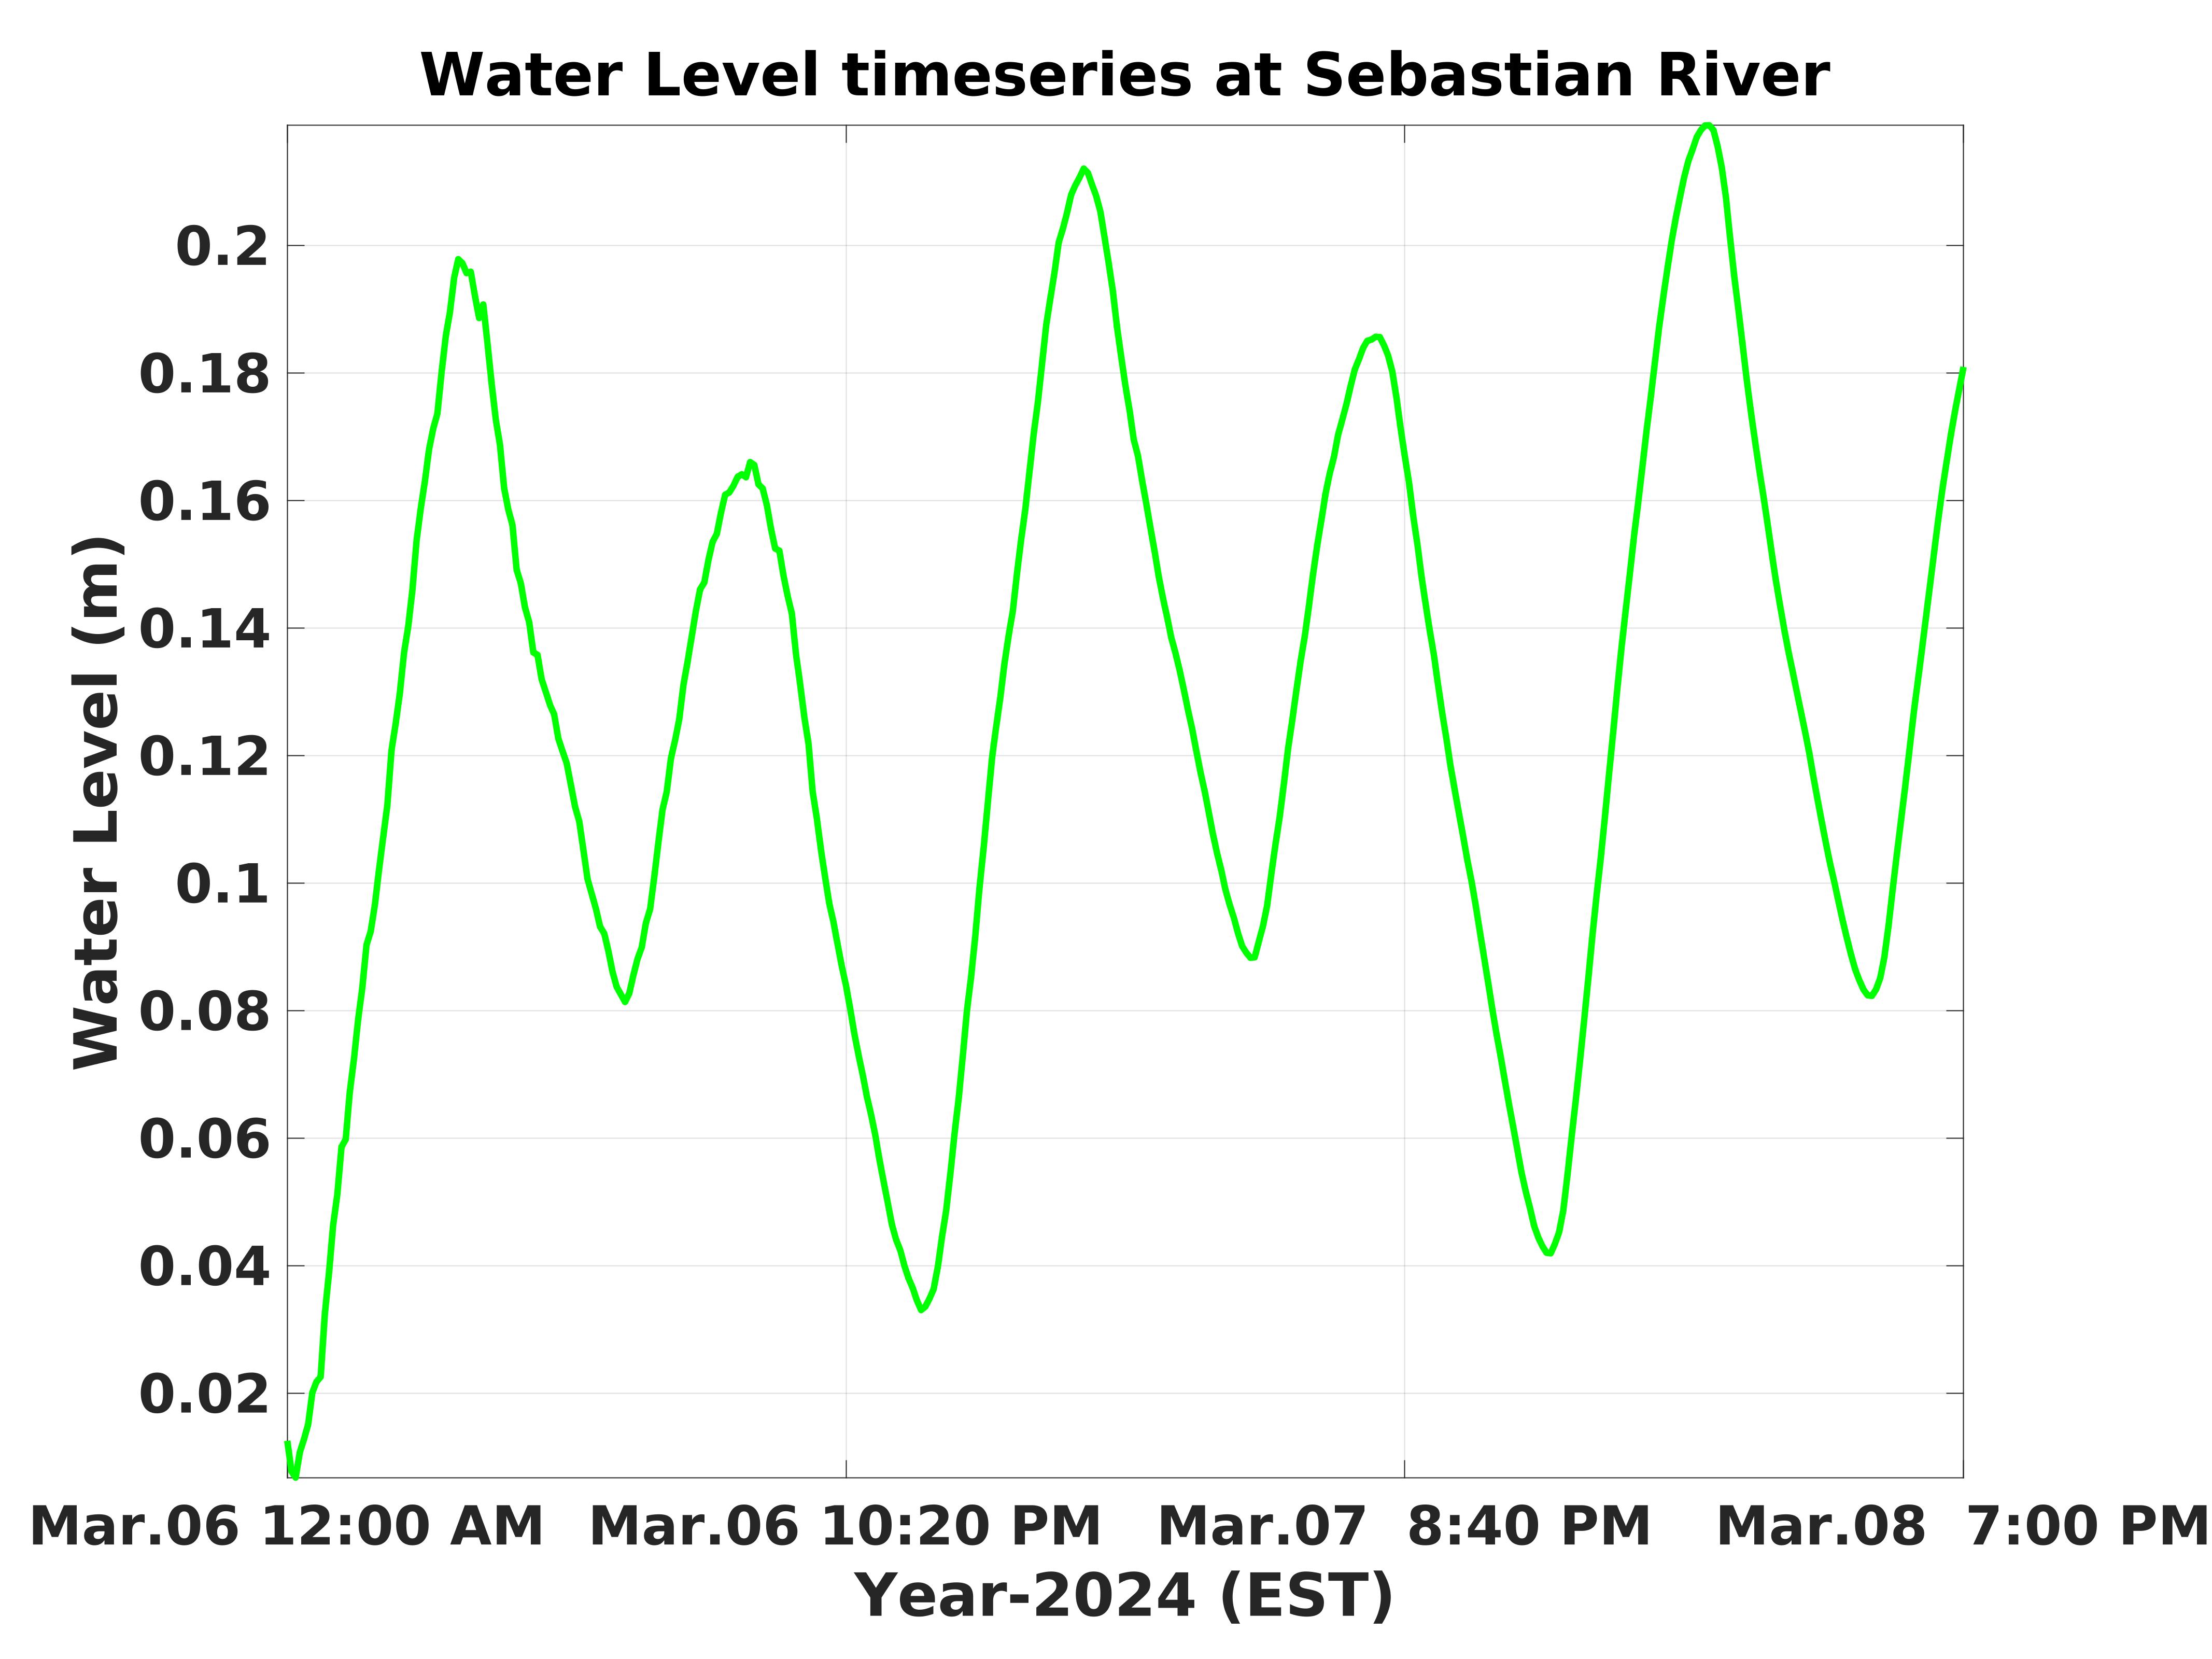 Water Level timeseries at Sebastian River
Water Level (m)
0.2
0.18
0.16
0.14
0.12
0.1
0.08
0.06
0.04
0.02
Mar.06 12:00 AM Mar.06 10:20 PM Mar.07 8:40 PM Mar.08 7:00 PM
Year-2024 (EST)